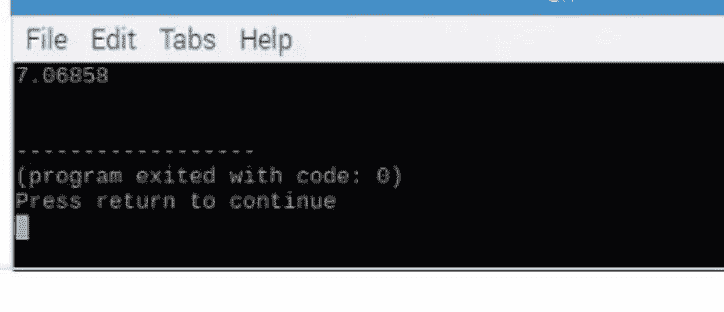 File Edit Tabs Help
7.06858
------------------
(program exited with code: 0)
Press return to continue